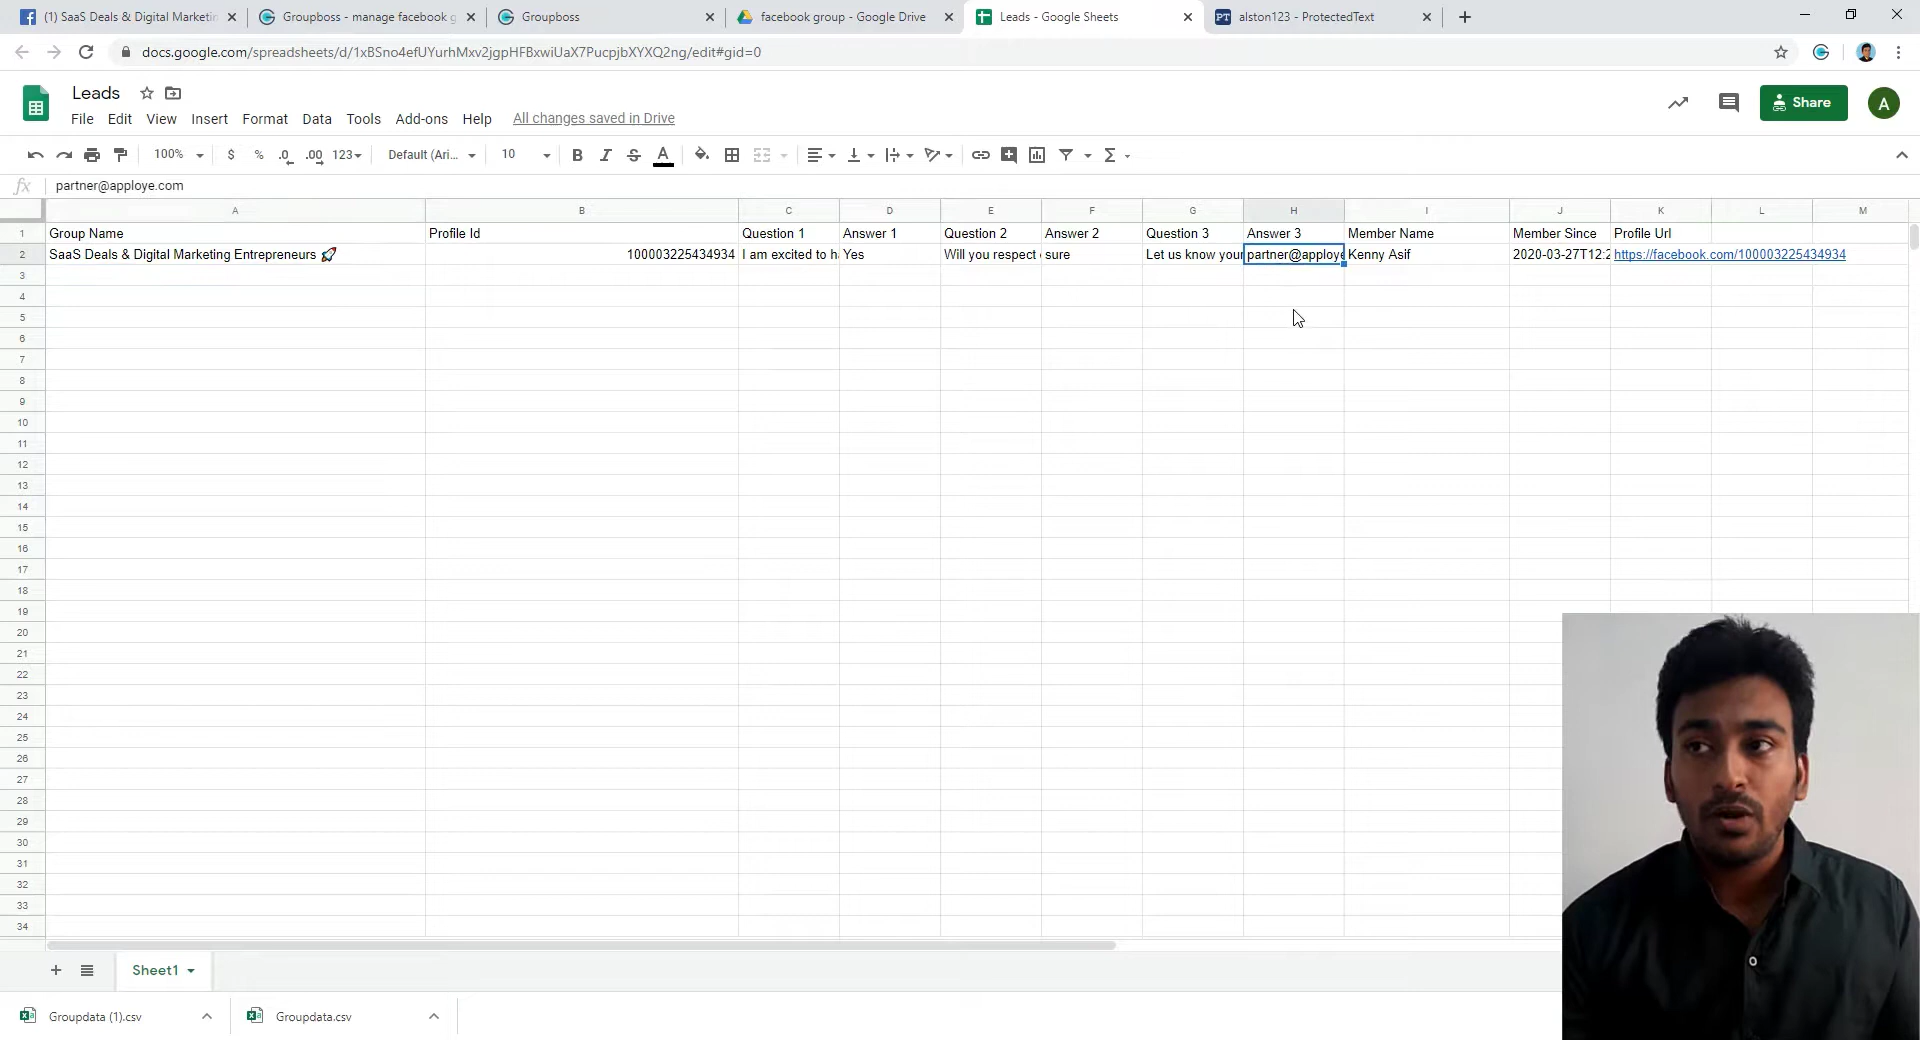 (1) SaaS Deals & Digital Marketin
Groupboss - manage facebook g
Groupboss
facebook group - Google Drive
Leads - Google Sheets
PT
alston123 - ProtectedText
docs.google.com/spreadsheets/d/1xBSno4efUYurhMxv2jgpHFBxwiUaX7PucpjbXYXQ2ng/edit#gid=0
Leads
Share
A
File Edit View Insert Format Data Tools Add-ons Help All changes saved in Drive
100% $ % .0 .00 123 Default (Ari... 10 B I S A Σ
fx partner@apploye.com
A B C D E F G H I J K L M
1 Group Name Profile Id Question 1 Answer 1 Question 2 Answer 2 Question 3 Answer 3 Member Name Member Since Profile Url
2 SaaS Deals & Digital Marketing Entrepreneurs 🚀 100003225434934 I am excited to ha Yes Will you respect o sure Let us know your partner@apploye Kenny Asif 2020-03-27T12:2 https://facebook.com/100003225434934
3
4
5
6
7
8
9
10
11
12
13
14
15
16
17
18
19
20
21
22
23
24
25
26
27
28
29
30
31
32
33
34
Sheet1
Groupdata (1).csv
Groupdata.csv